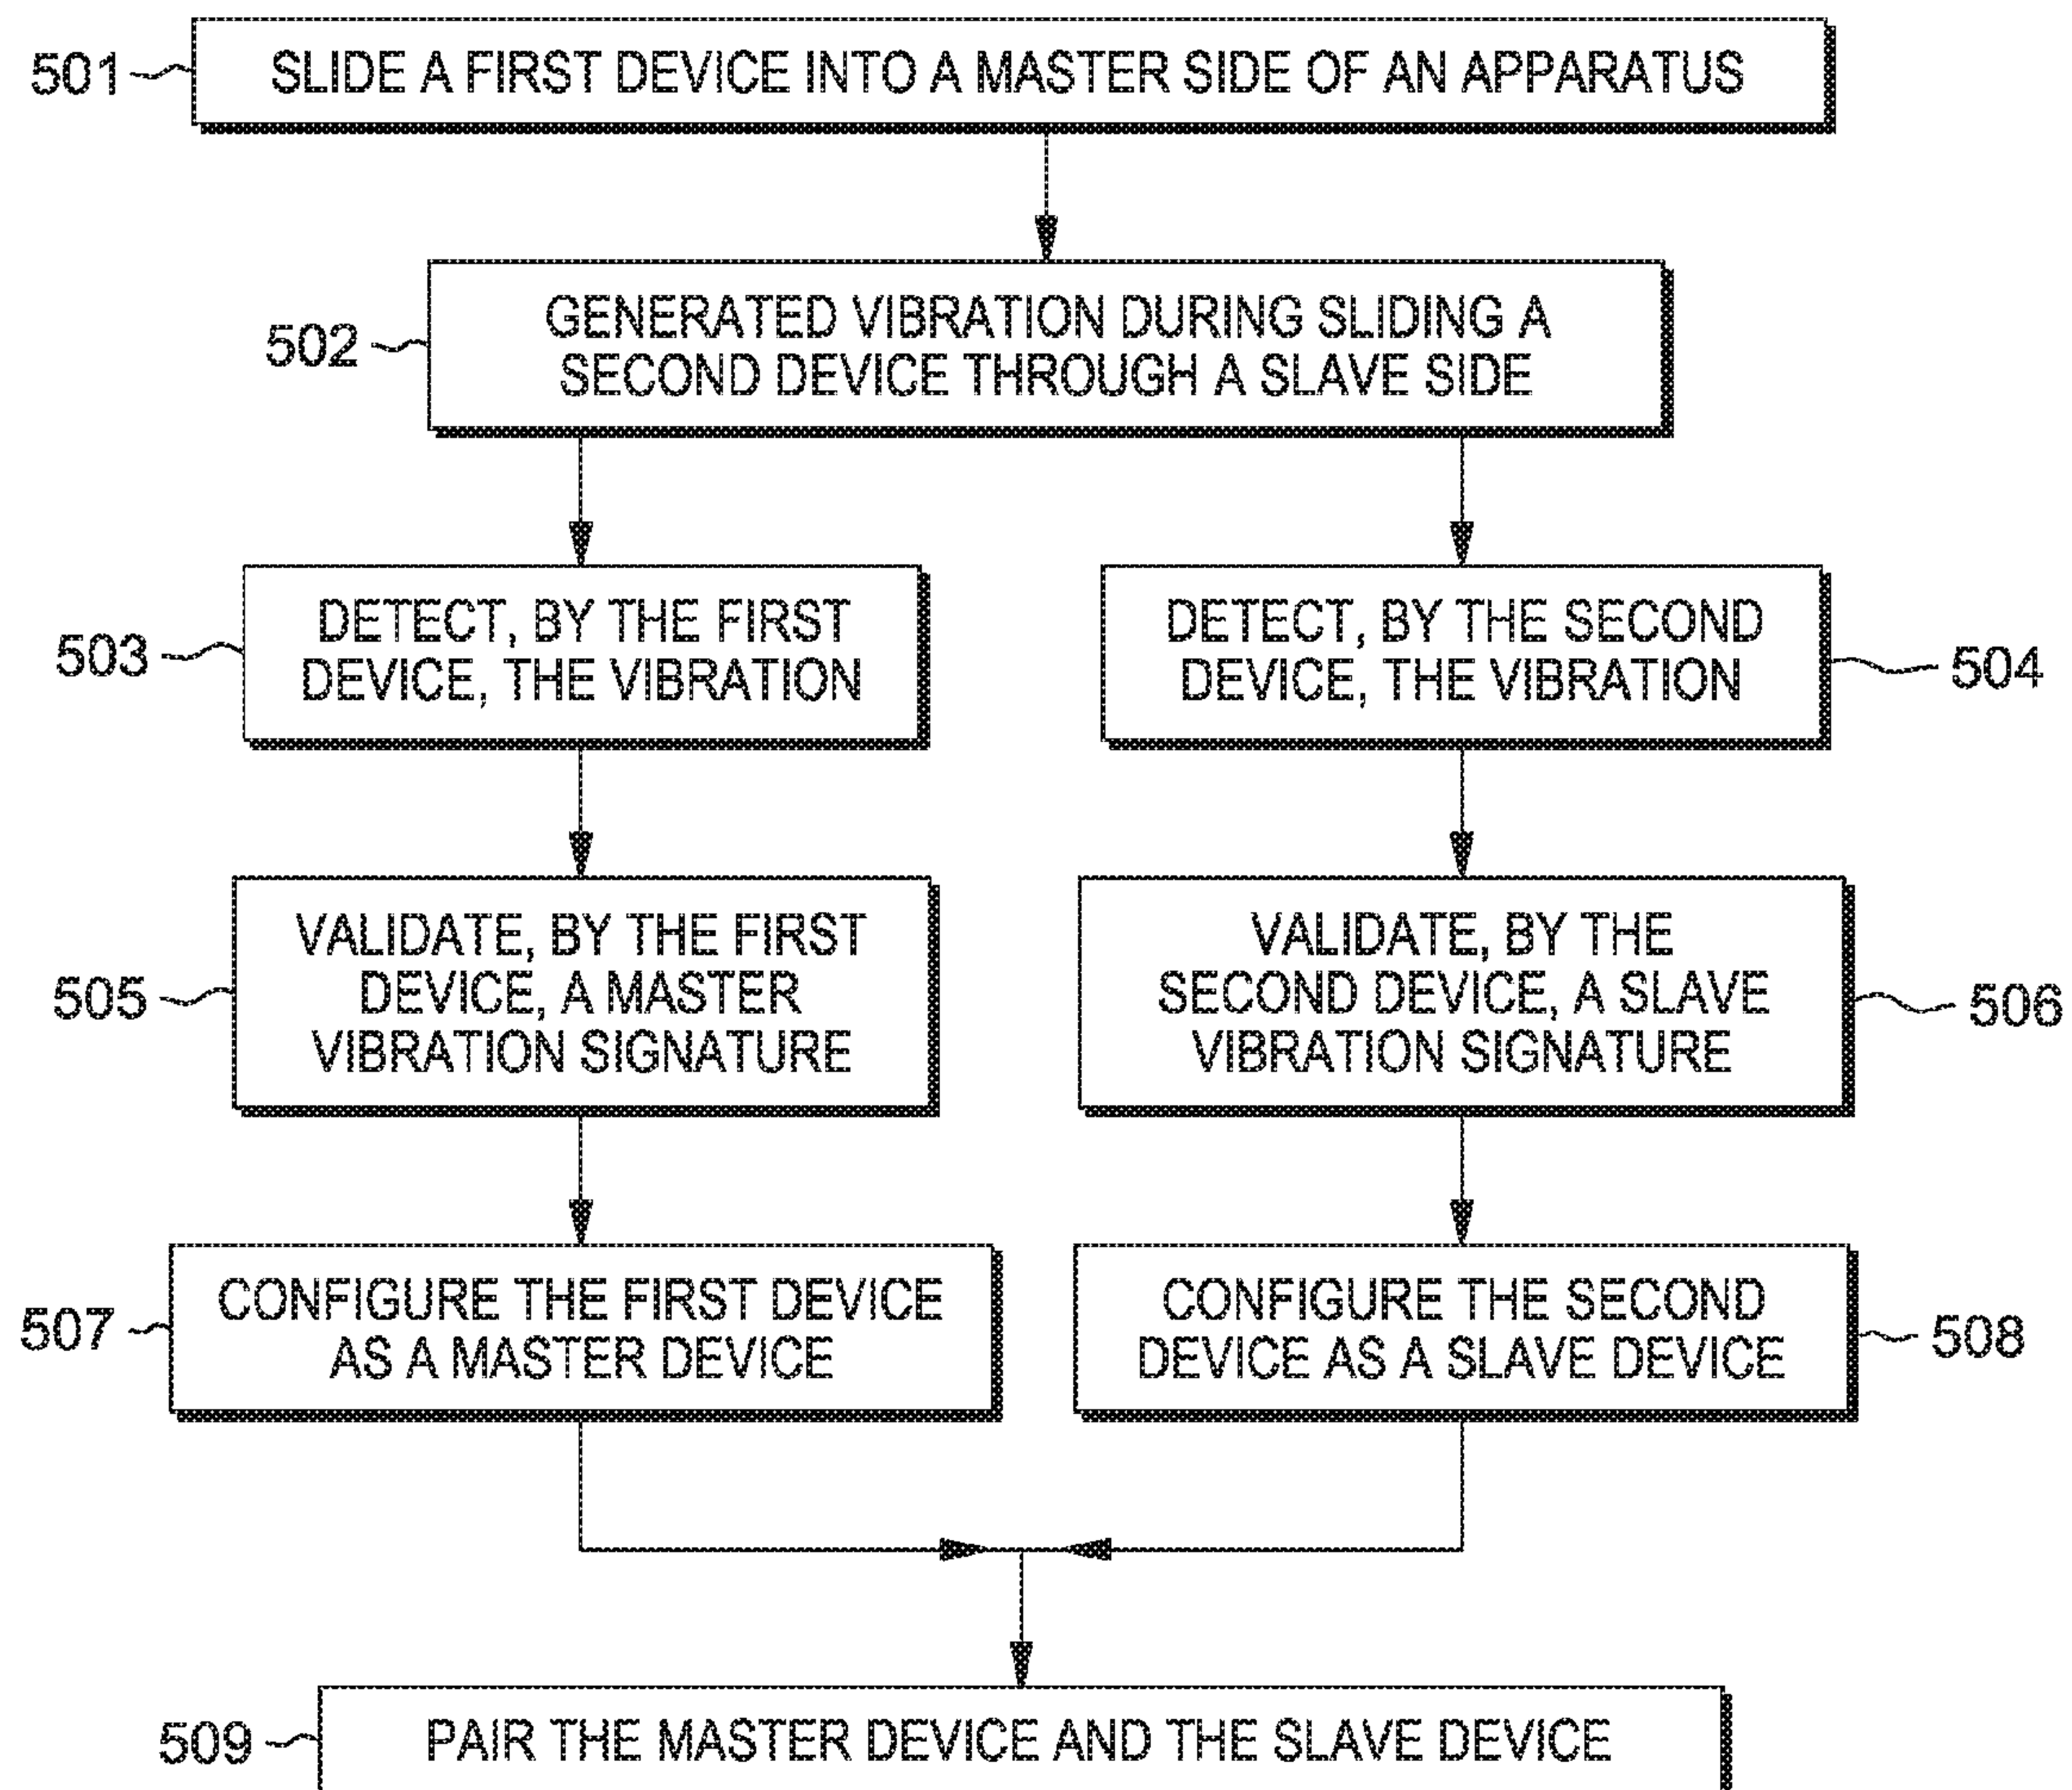 501
SLIDE A FIRST DEVICE INTO A MASTER SIDE OF AN APPARATUS
502
GENERATED VIBRATION DURING SLIDING A
SECOND DEVICE THROUGH A SLAVE SIDE
503
DETECT, BY THE FIRST
DEVICE, THE VIBRATION
DETECT, BY THE SECOND
DEVICE, THE VIBRATION
504
505
VALIDATE, BY THE FIRST
DEVICE, A MASTER
VIBRATION SIGNATURE
VALIDATE, BY THE
SECOND DEVICE, A SLAVE
VIBRATION SIGNATURE
506
507
CONFIGURE THE FIRST DEVICE
AS A MASTER DEVICE
CONFIGURE THE SECOND
DEVICE AS A SLAVE DEVICE
508
509
PAIR THE MASTER DEVICE AND THE SLAVE DEVICE